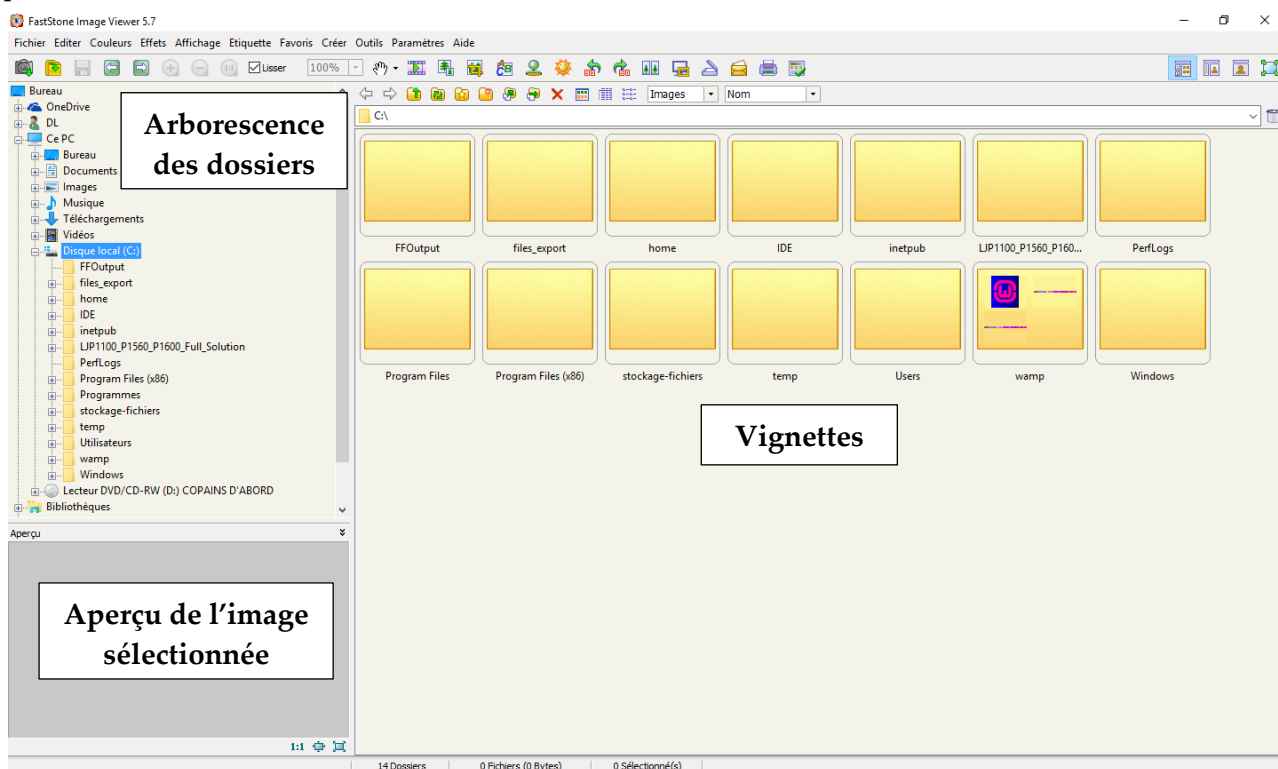 FastStone Image Viewer 5.7
Fichier Editer Couleurs Effets Affichage Etiquette Favoris Créer Outils Paramètres Aide
Lisser 100%
Images Nom
C:\
Bureau
OneDrive
DL
Ce PC
Bureau
Documents
Images
Musique
Téléchargements
Vidéos
Disque local (C:)
FFOutput
files_export
home
IDE
inetpub
LJP1100_P1560_P1600_Full_Solution
PerfLogs
Program Files (x86)
Programmes
stockage-fichiers
temp
Utilisateurs
wamp
Windows
Lecteur DVD/CD-RW (D:) COPAINS D'ABORD
Bibliothèques
Arborescence
des dossiers
FFOutput files_export home IDE inetpub LJP1100_P1560_P160... PerfLogs
Program Files Program Files (x86) stockage-fichiers temp Users wamp Windows
Vignettes
Aperçu
Aperçu de l’image
sélectionnée
1:1
14 Dossiers 0 Fichiers (0 Bytes) 0 Sélectionné(s)